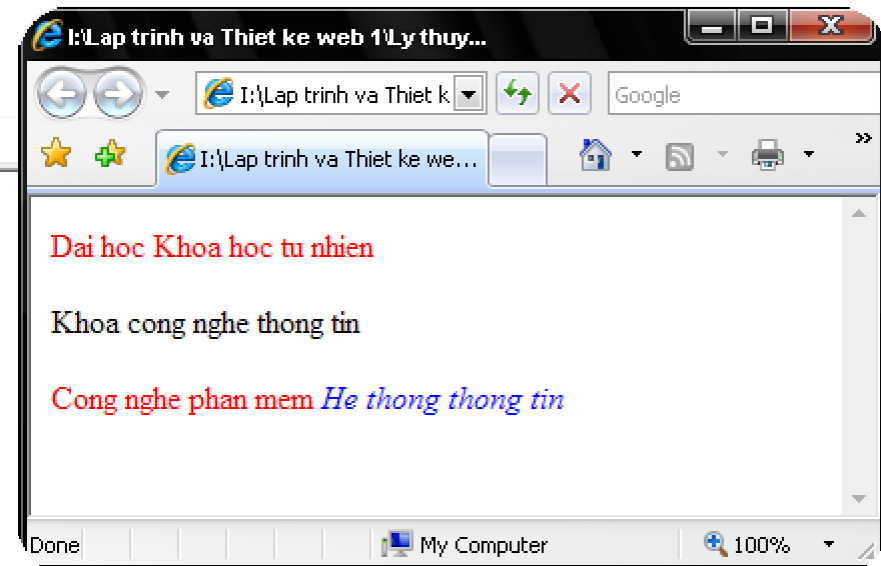 I:\Lap trinh va Thiet ke web 1\Ly thuy...
I:\Lap trinh va Thiet k
Google
I:\Lap trinh va Thiet ke we...
Dai hoc Khoa hoc tu nhien
Khoa cong nghe thong tin
Cong nghe phan mem He thong thong tin
Done
My Computer
100%